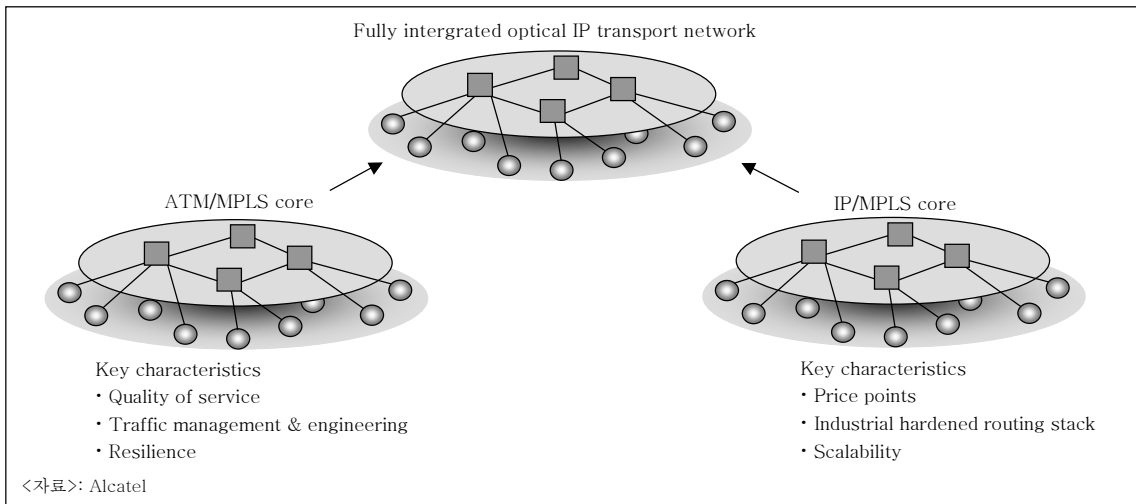 Fully intergrated optical IP transport network
ATM/MPLS core
IP/MPLS core
Key characteristics
• Quality of service
• Traffic management & engineering
• Resilience
Key characteristics
• Price points
• Industrial hardened routing stack
• Scalability
<자료>: Alcatel